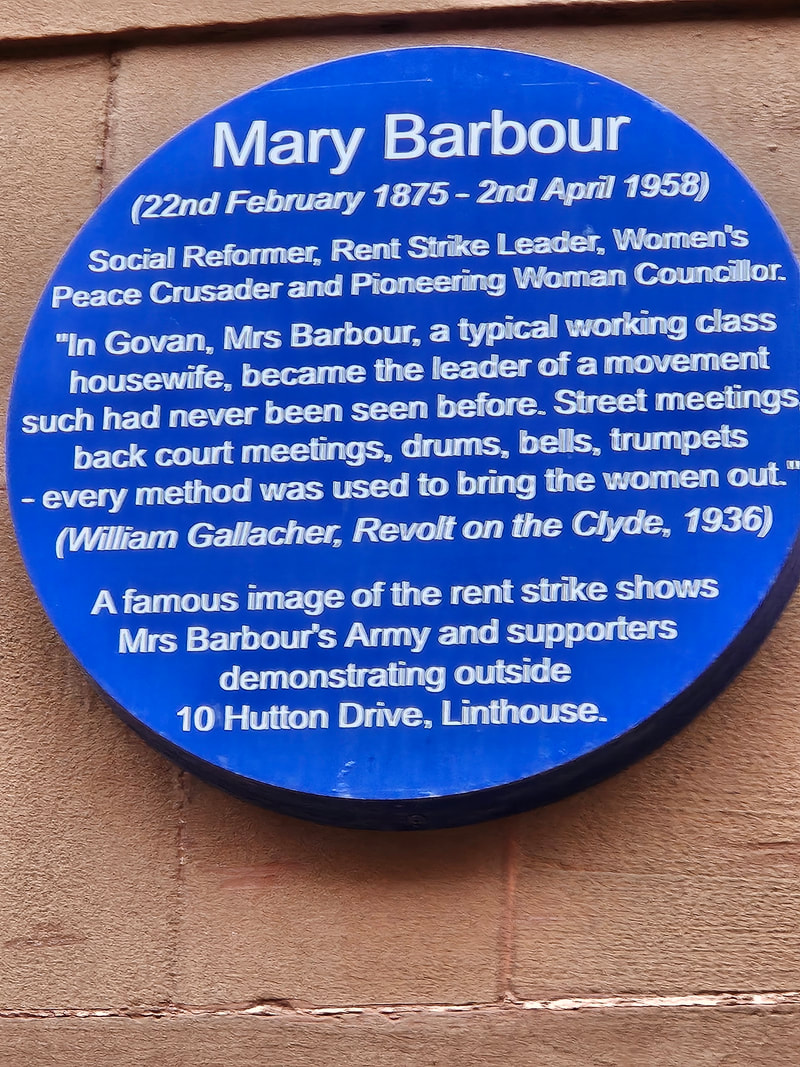 Mary Barbour
(22nd February 1875 - 2nd April 1958)
Social Reformer, Rent Strike Leader, Women's
Peace Crusader and Pioneering Woman Councillor.
"In Govan, Mrs Barbour, a typical working class
housewife, became the leader of a movement
such had never been seen before. Street meetings,
back court meetings, drums, bells, trumpets
- every method was used to bring the women out."
(William Gallacher, Revolt on the Clyde, 1936)
A famous image of the rent strike shows
Mrs Barbour's Army and supporters
demonstrating outside
10 Hutton Drive, Linthouse.